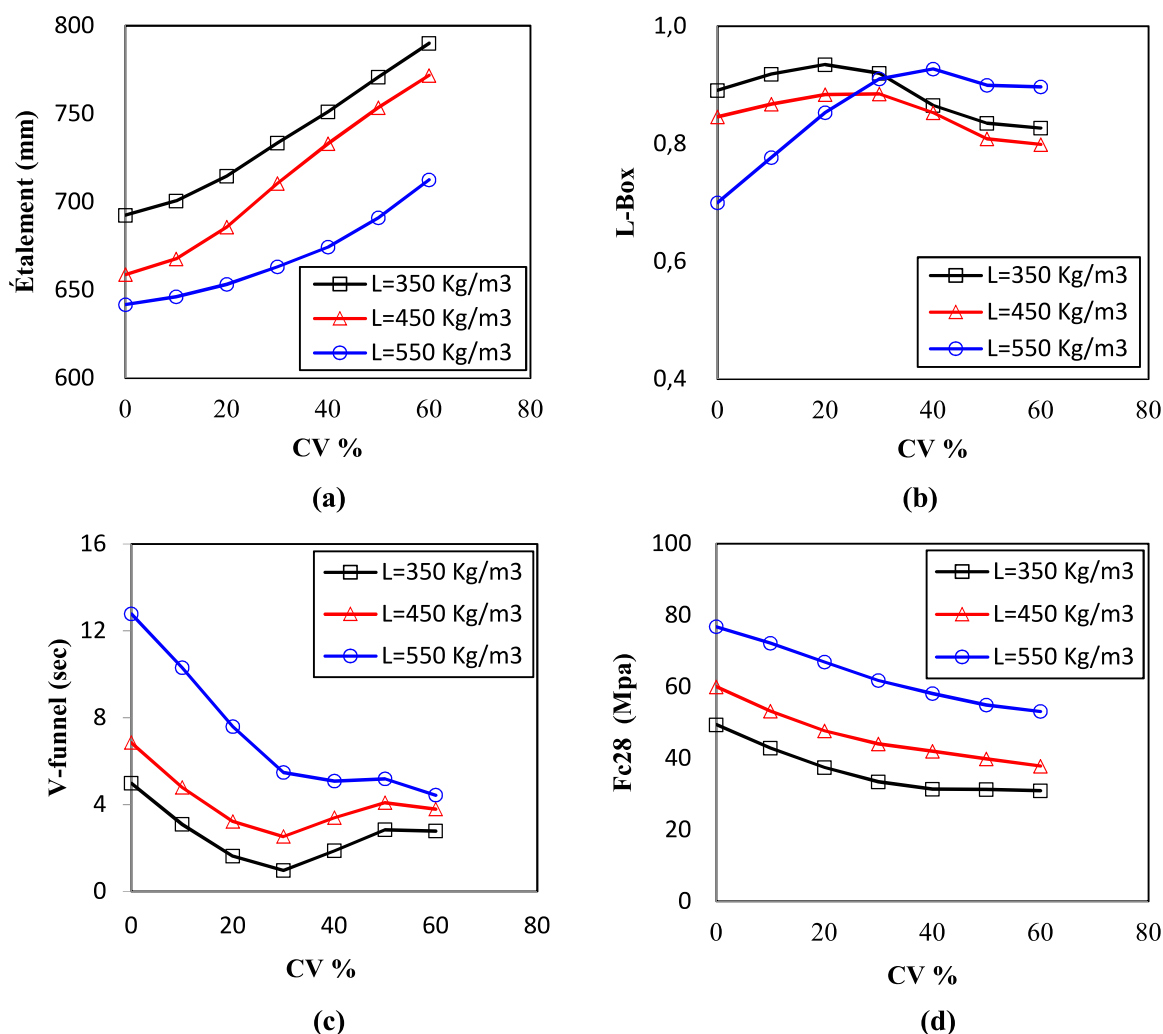 800
750
700
650
600
Étalement (mm)
L=350 Kg/m3
L=450 Kg/m3
L=550 Kg/m3
0 20 40 60 80
CV %
(a)
1,0
0,8
0,6
0,4
L-Box
L=350 Kg/m3
L=450 Kg/m3
L=550 Kg/m3
0 20 40 60 80
CV %
(b)
16
12
8
4
0
V-funnel (sec)
L=350 Kg/m3
L=450 Kg/m3
L=550 Kg/m3
0 20 40 60 80
CV %
(c)
100
80
60
40
20
0
Fc28 (Mpa)
L=350 Kg/m3
L=450 Kg/m3
L=550 Kg/m3
0 20 40 60 80
CV %
(d)